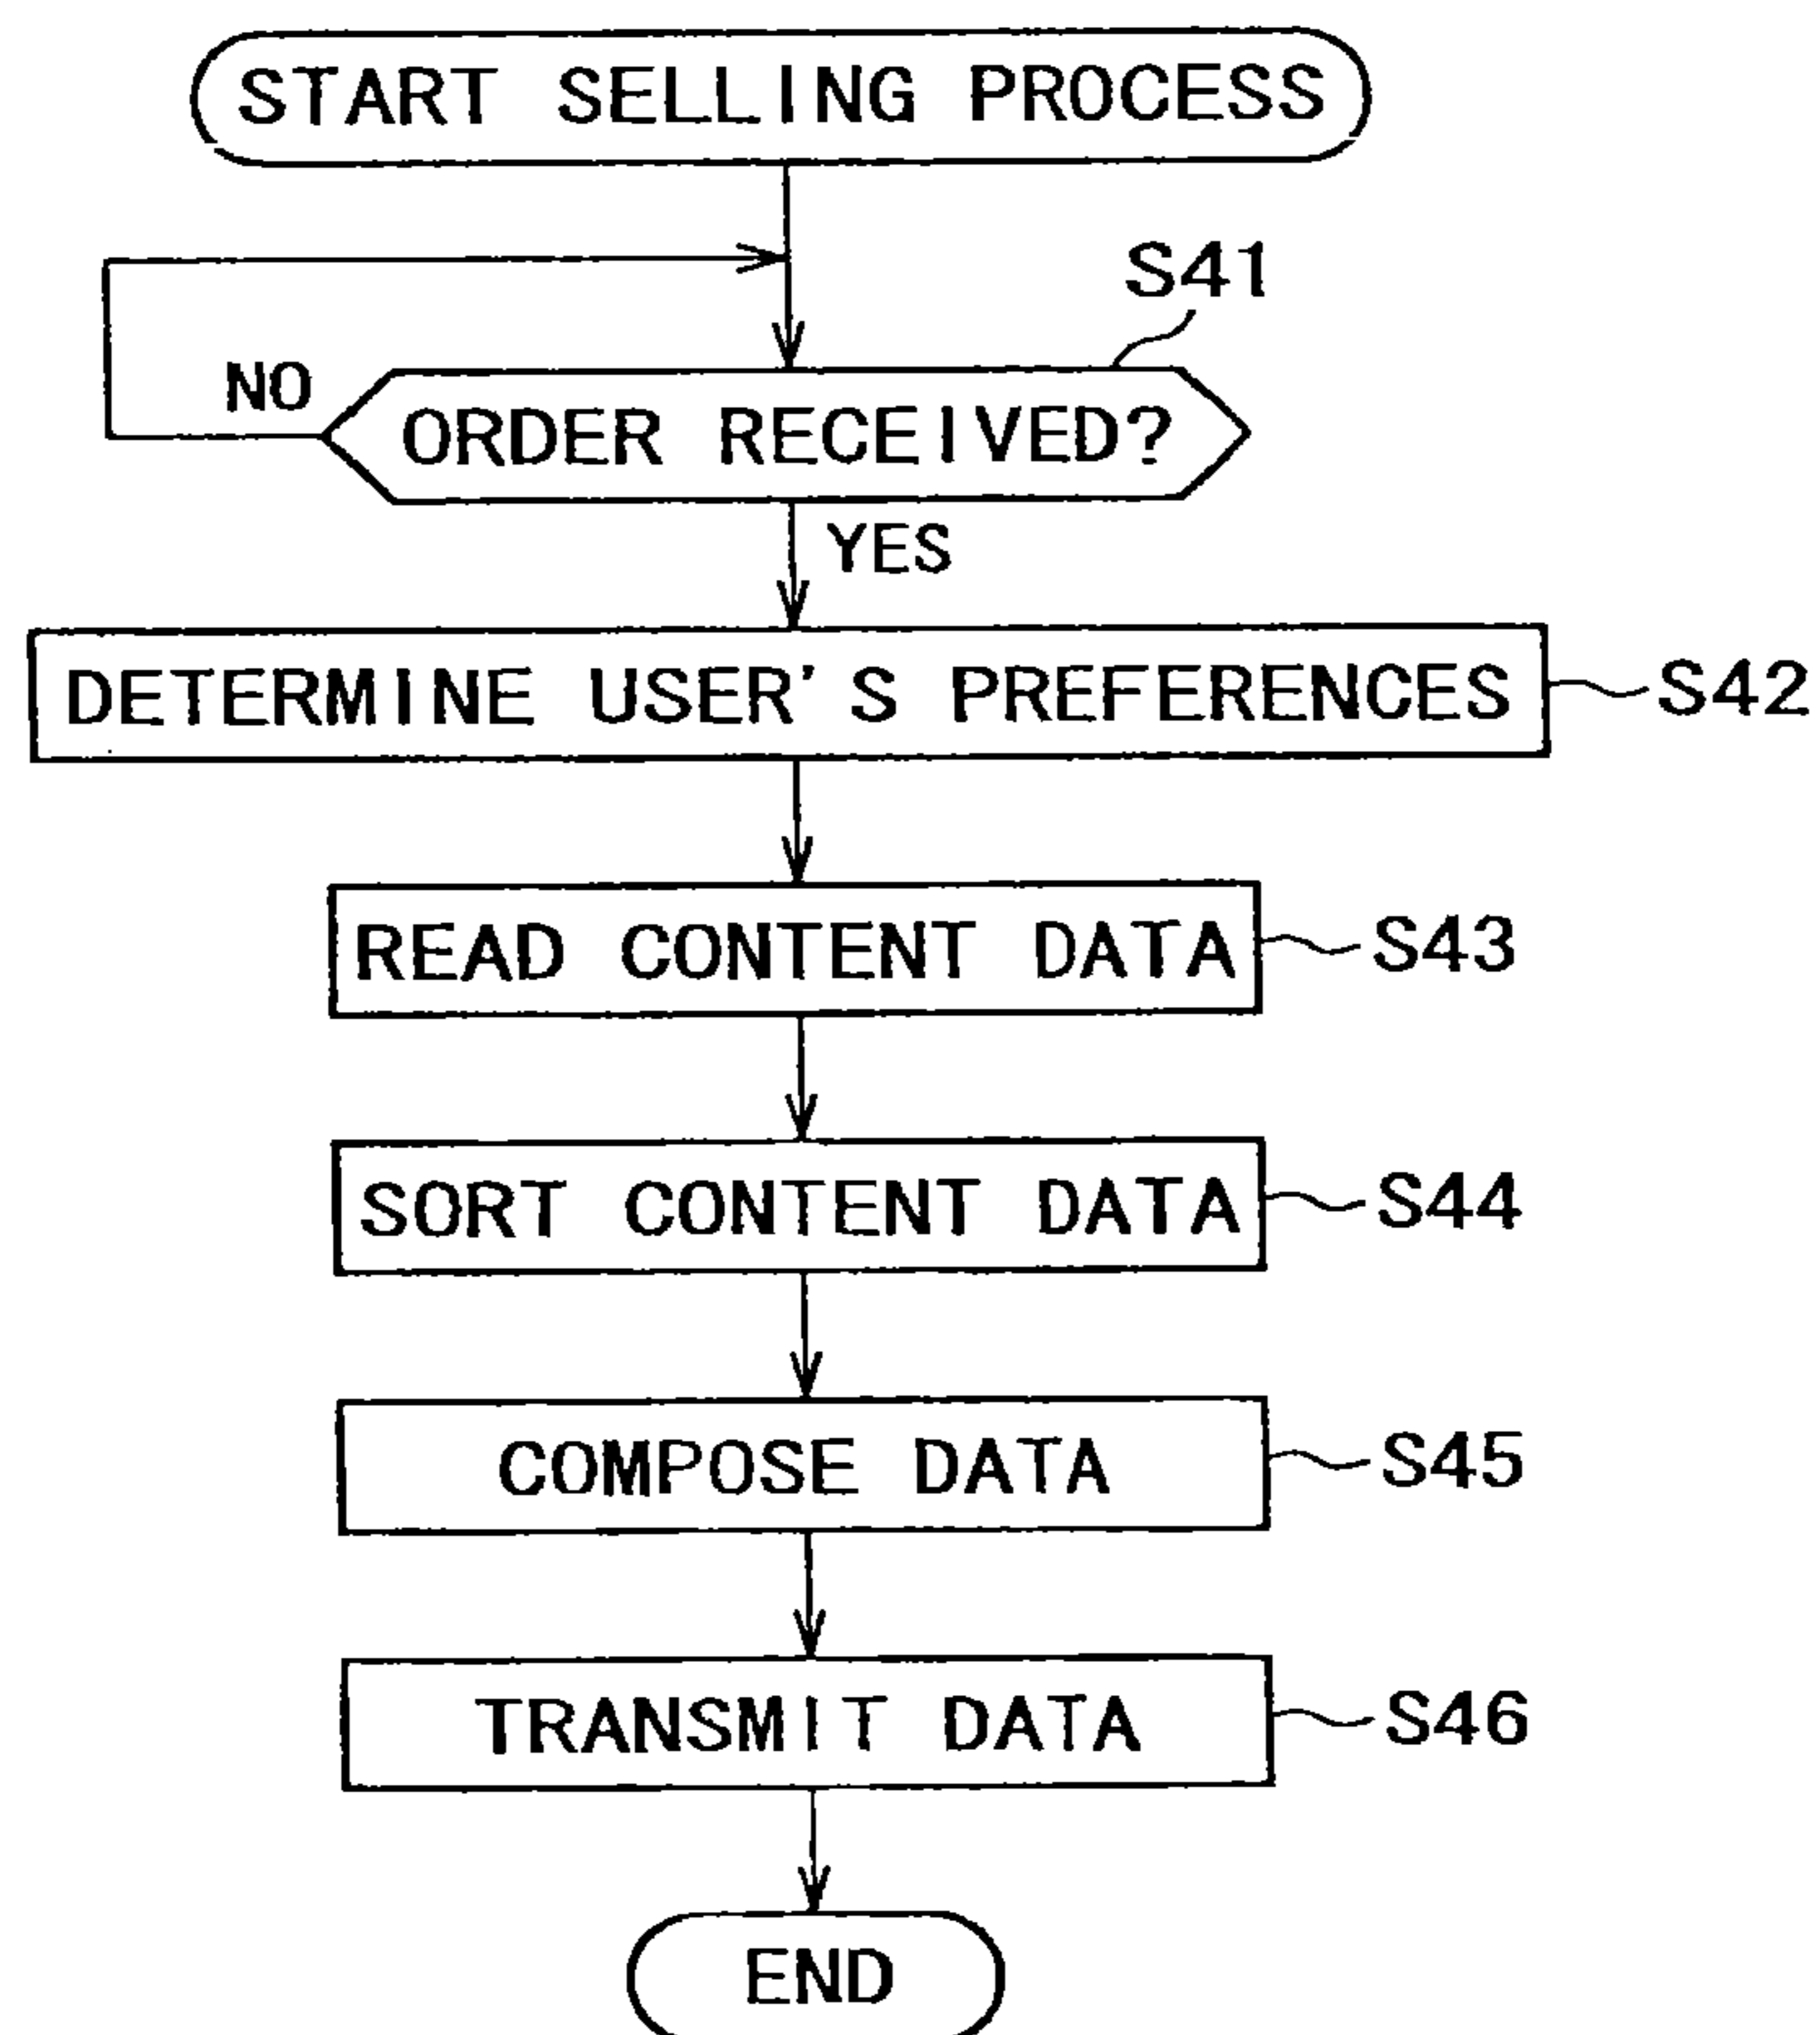 START SELLING PROCESS
S41
NO
ORDER RECEIVED?
YES
DETERMINE USER'S PREFERENCES
S42
READ CONTENT DATA
S43
SORT CONTENT DATA
S44
COMPOSE DATA
S45
TRANSMIT DATA
S46
END